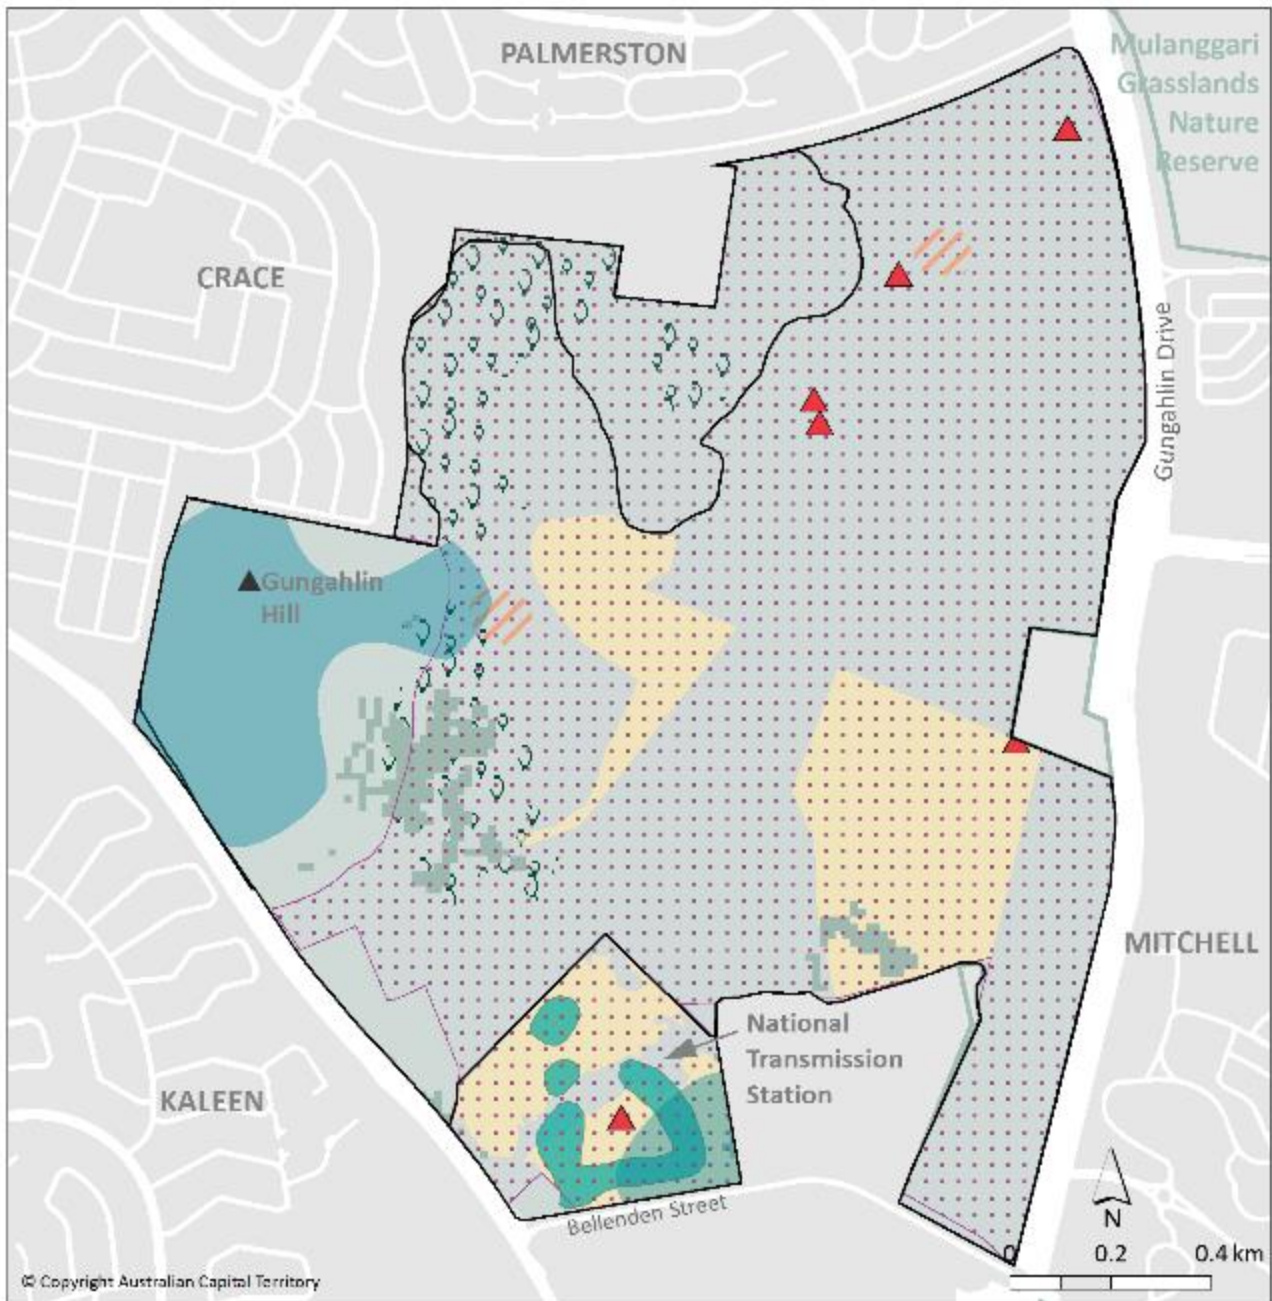 PALMERSTON
Mulanggari
Grasslands
Nature
Reserve
CRACE
Gungahlin Drive
Gungahlin
Hill
MITCHELL
National
Transmission
Station
KALEEN
Bellenden Street
N
0 0.2 0.4 km
© Copyright Australian Capital Territory